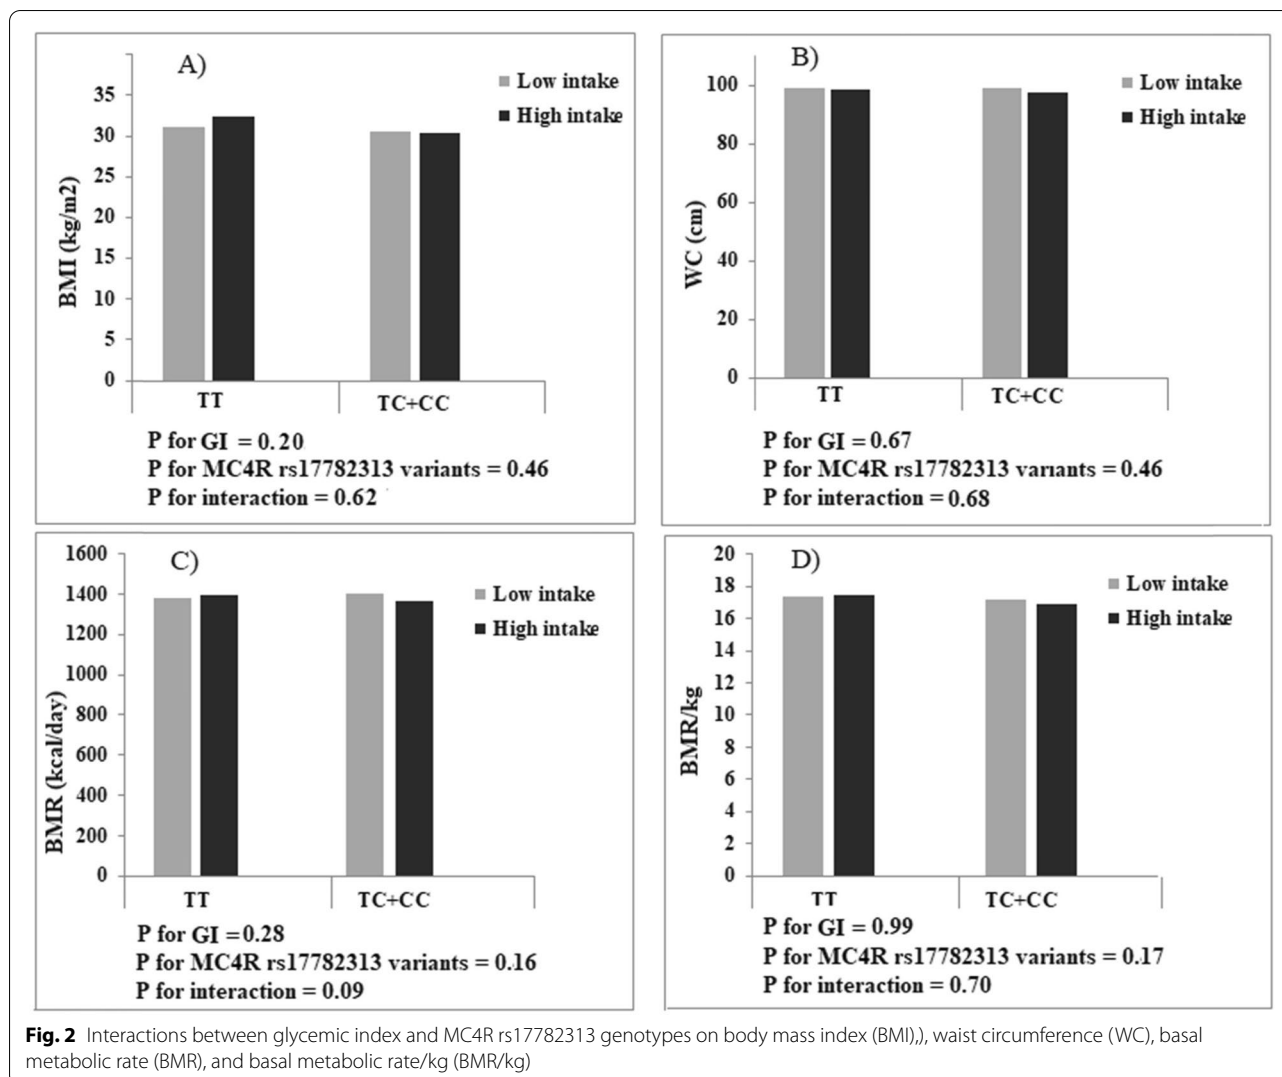 A)
Low intake
High intake
35
30
25
20
15
10
5
0
BMI (kg/m2)
TT
TC+CC
P for GI = 0.20
P for MC4R rs17782313 variants = 0.46
P for interaction = 0.62
B)
Low intake
High intake
100
80
60
40
20
0
WC (cm)
TT
TC+CC
P for GI = 0.67
P for MC4R rs17782313 variants = 0.46
P for interaction = 0.68
C)
Low intake
High intake
1600
1400
1200
1000
800
600
400
200
0
BMR (kcal/day)
TT
TC+CC
P for GI =0.28
P for MC4R rs17782313 variants = 0.16
P for interaction = 0.09
D)
Low intake
High intake
20
18
16
14
12
10
8
6
4
2
0
BMR/kg
TT
TC+CC
P for GI = 0.99
P for MC4R rs17782313 variants = 0.17
P for interaction = 0.70
Fig. 2 Interactions between glycemic index and MC4R rs17782313 genotypes on body mass index (BMI),), waist circumference (WC), basal
metabolic rate (BMR), and basal metabolic rate/kg (BMR/kg)